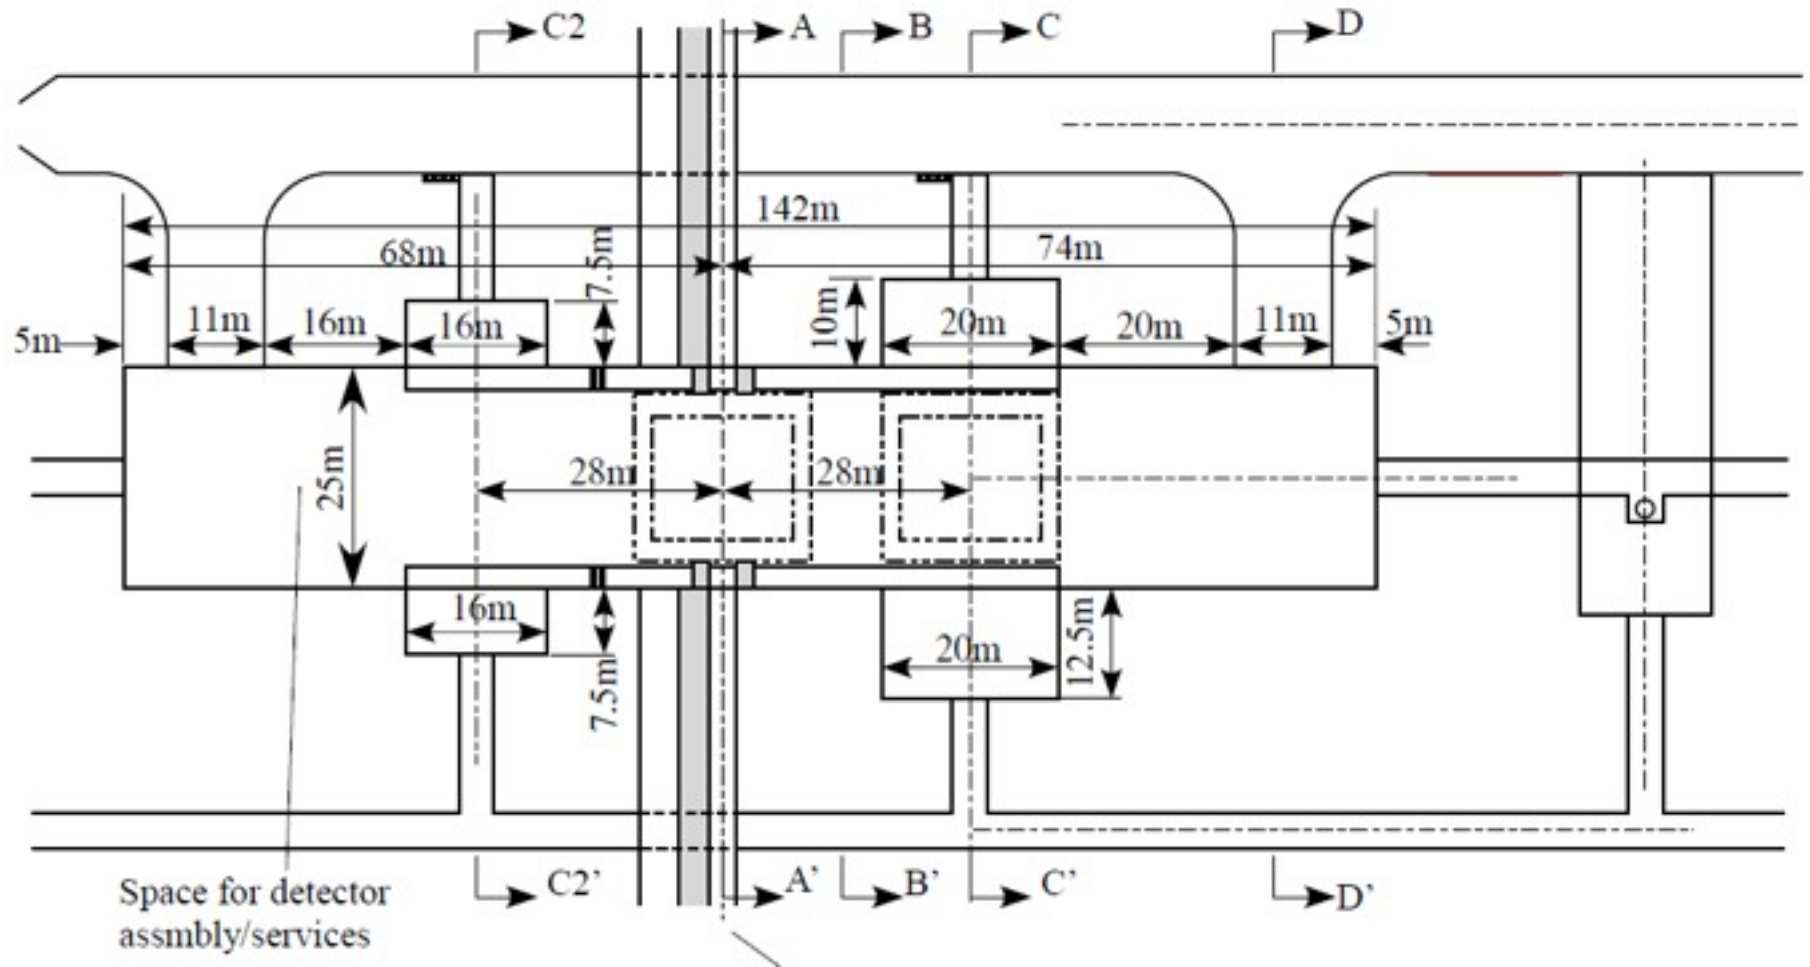 C2
A
B
C
D
142m
68m
7.5m
74m
5m
11m
16m
16m
10m
20m
20m
11m
5m
25m
28m
28m
16m
7.5m
20m
12.5m
C2’
A’
B’
C’
D’
Space for detector
assmbly/services